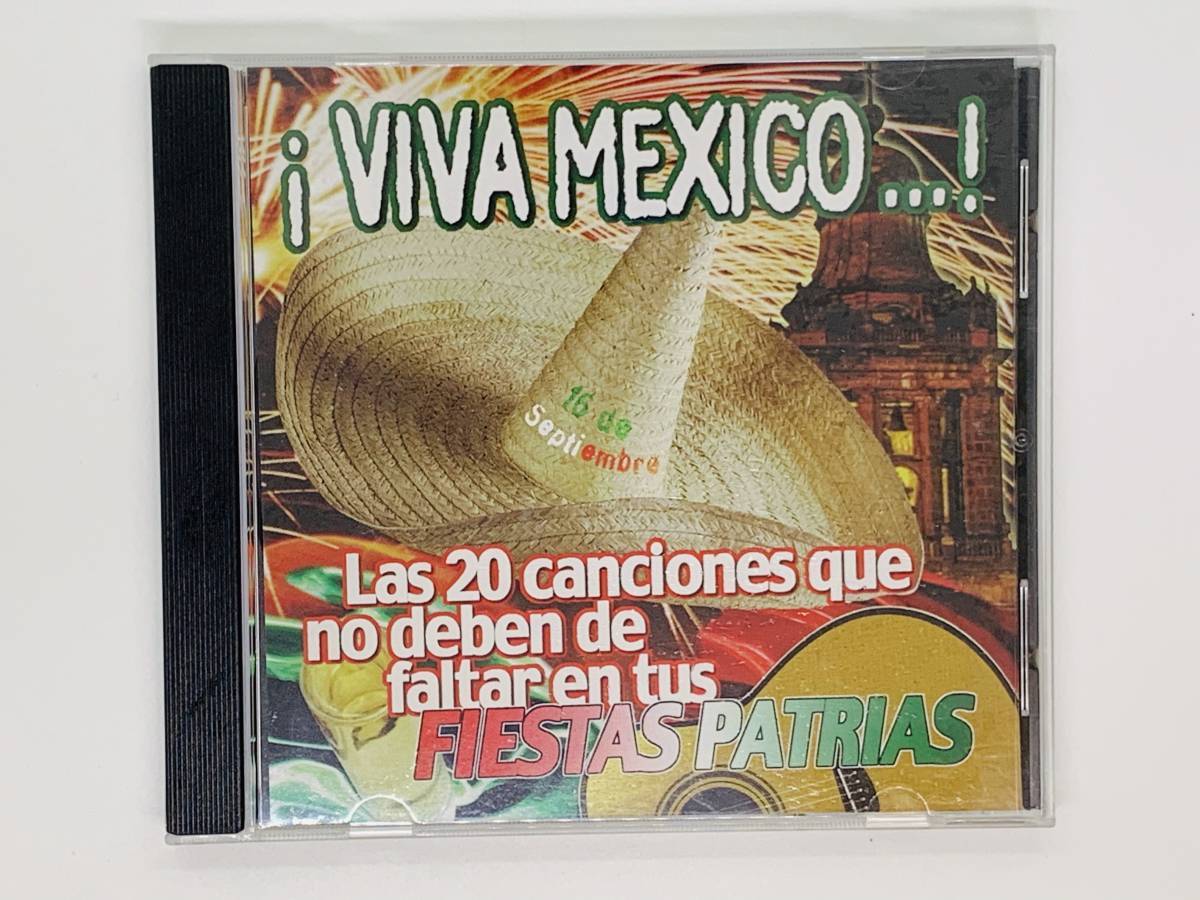 ¡VIVA MEXICO...!
16 de
Septiembre
Las 20 canciones que
no deben de
faltar en tus
FIESTAS PATRIAS